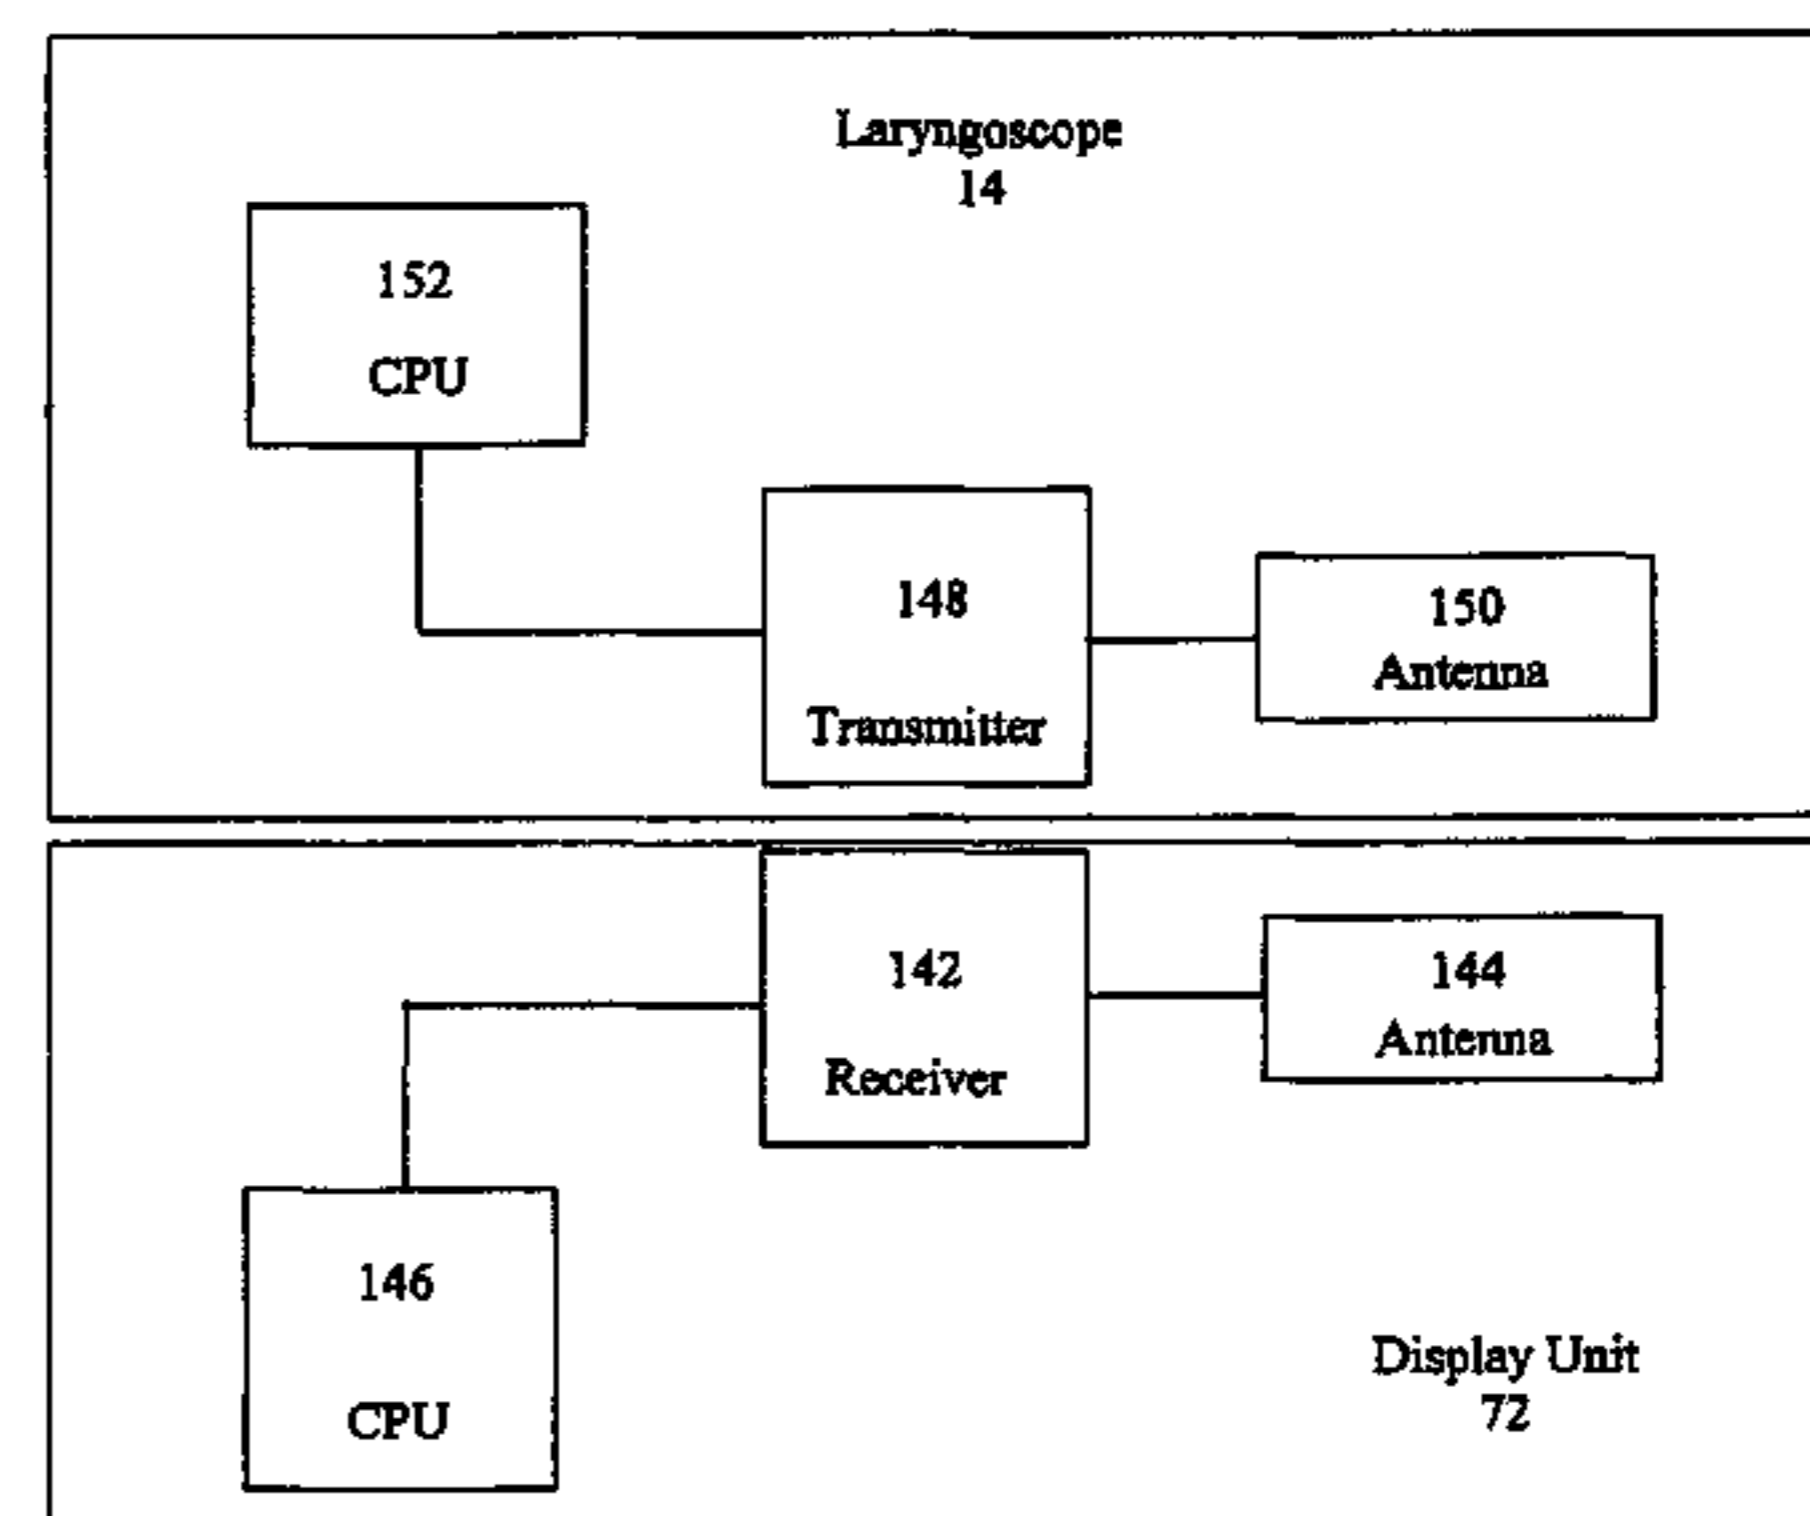 Laryngoscope
14
152
CPU
148
Transmitter
150
Antenna
142
Receiver
144
Antenna
146
CPU
Display Unit
72